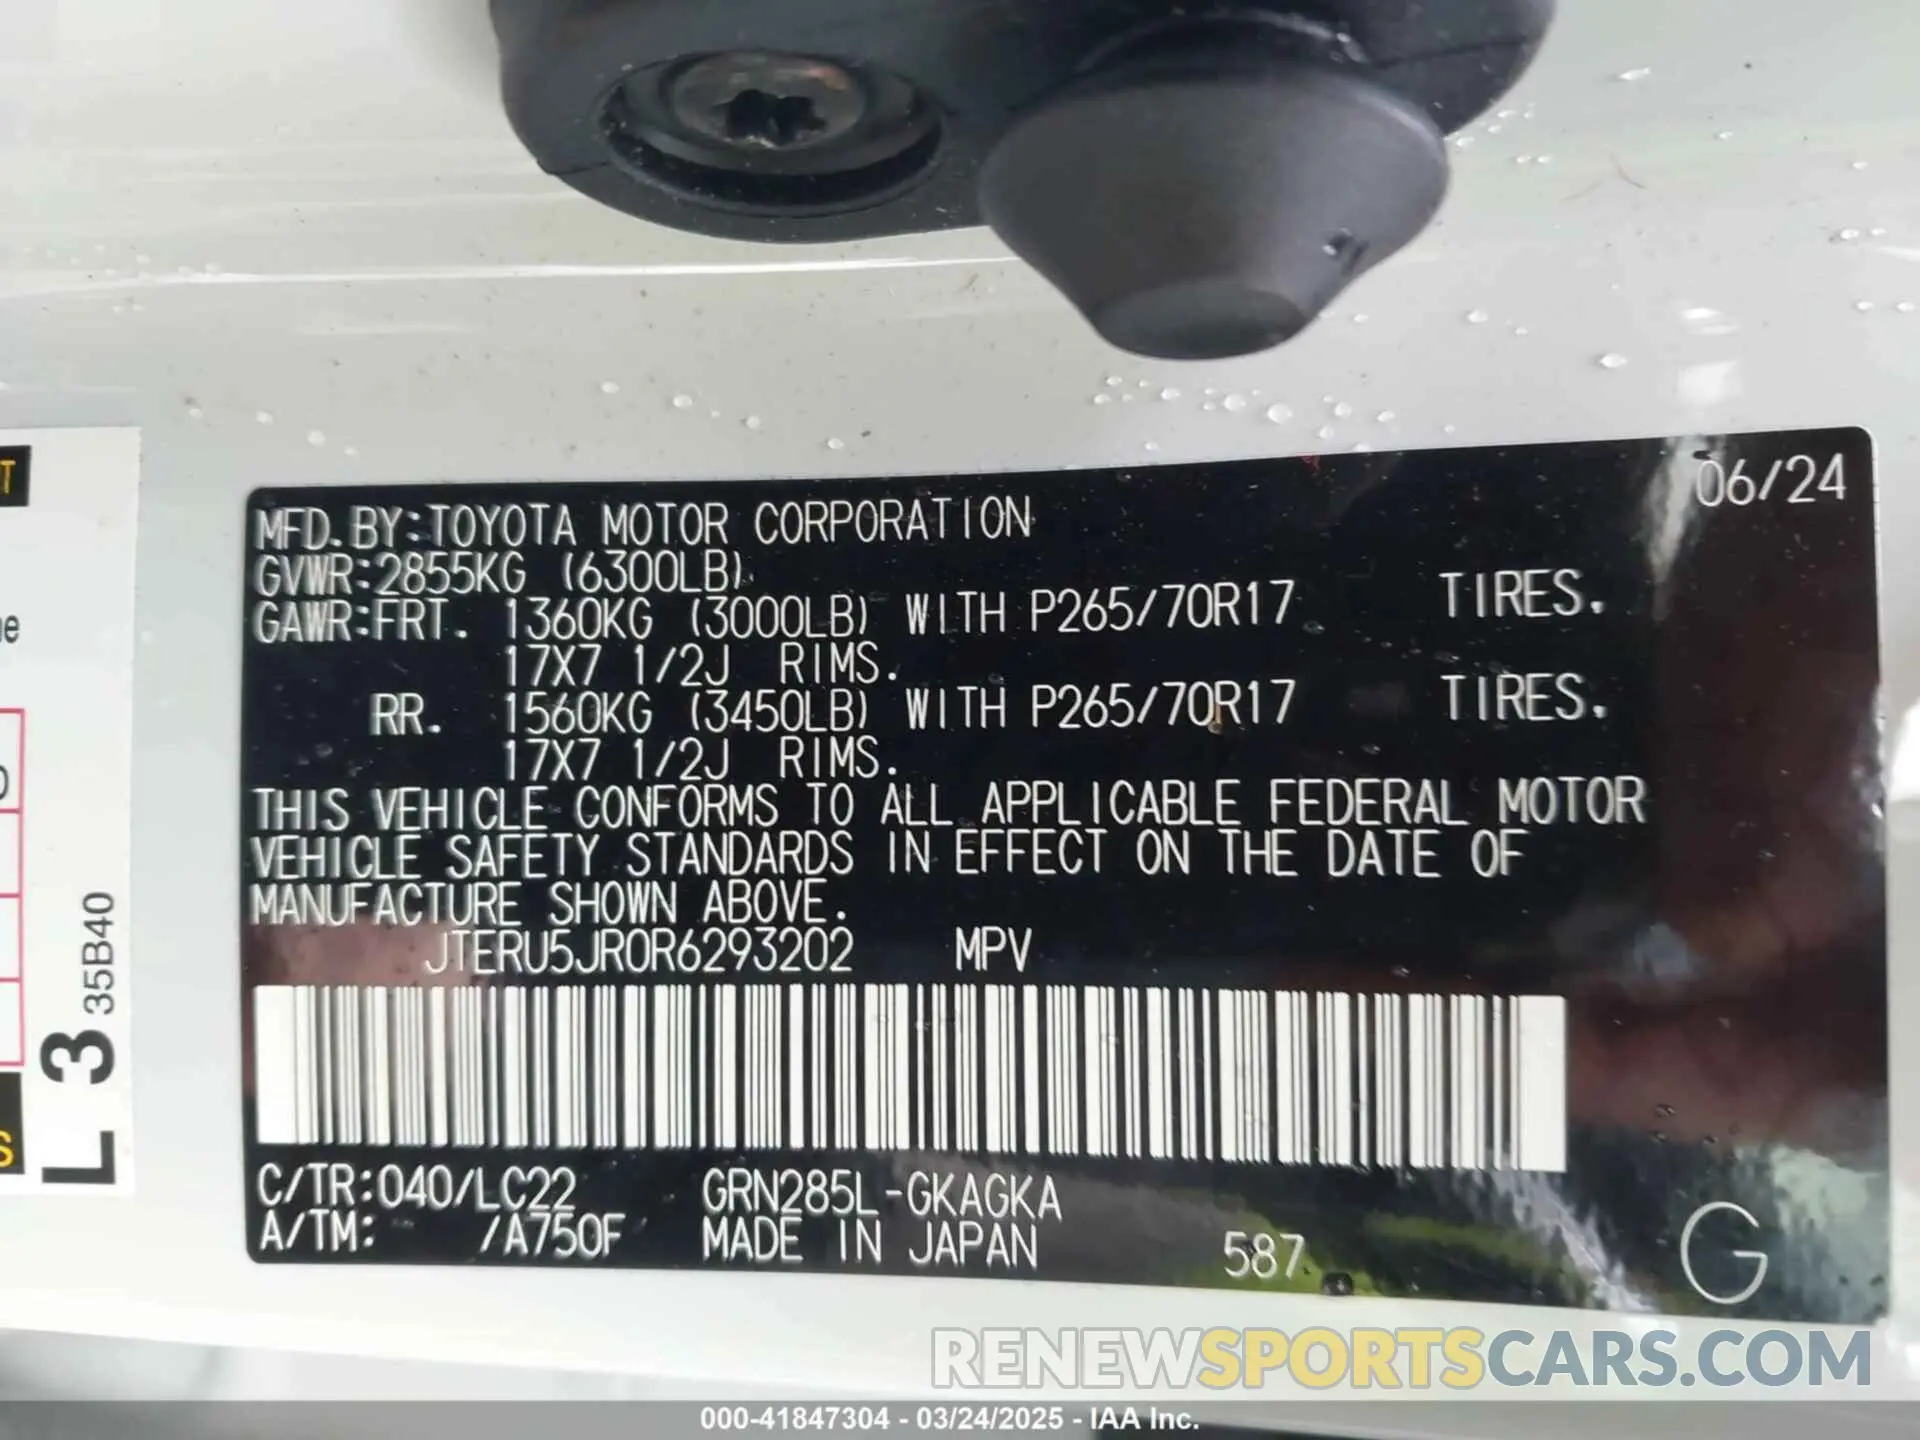 06/24
MFD.BY:TOYOTA MOTOR CORPORATION
GVWR:2855KG (6300LB)
GAWR:FRT. 1360KG (3000LB) WITH P265/70R17 TIRES.
17X7 1/2J RIMS.
RR. 1560KG (3450LB) WITH P265/70R17 TIRES.
17X7 1/2J RIMS.
THIS VEHICLE CONFORMS TO ALL APPLICABLE FEDERAL MOTOR
VEHICLE SAFETY STANDARDS IN EFFECT ON THE DATE OF
MANUFACTURE SHOWN ABOVE.
JTERU5JR0R6293202 MPV
C/TR:040/LC22 GRN285L-GKAGKA
A/TM: /A750F MADE IN JAPAN 587
G
L 3 35B40
RENEWSPORTSCARS.COM
000-41847304 - 03/24/2025 - IAA Inc.